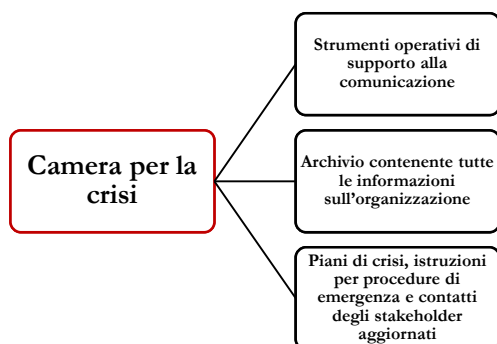 Camera per la
crisi
Strumenti operativi di
supporto alla
comunicazione
Archivio contenente tutte
le informazioni
sull'organizzazione
Piani di crisi, istruzioni
per procedure di
emergenza e contatti
degli stakeholder
aggiornati